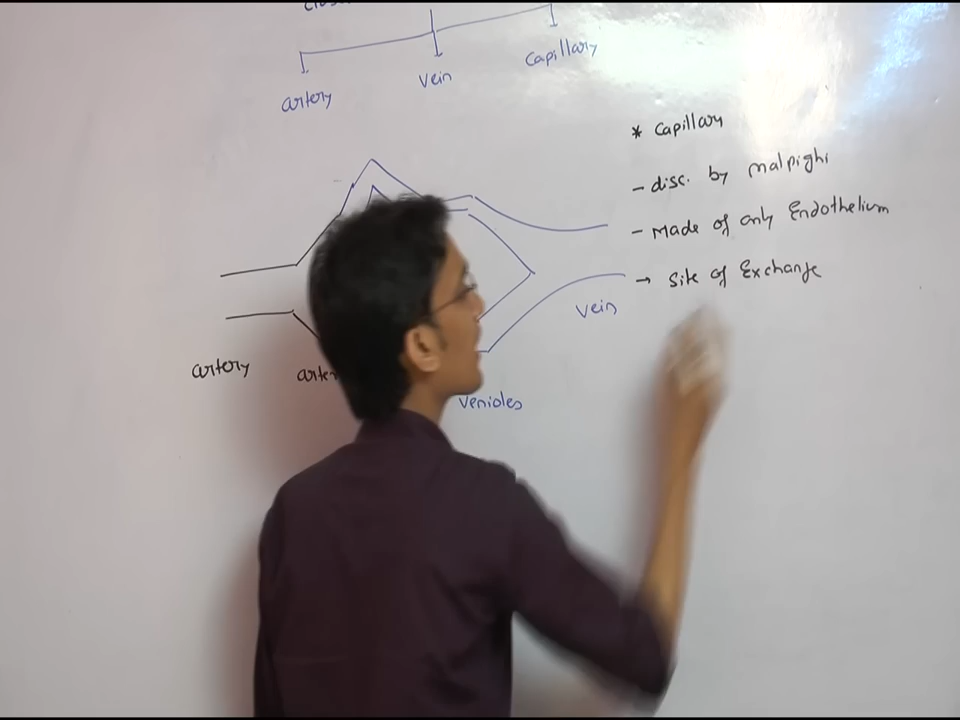 artery
Vein
Capillary
* Capillary
- disc. by Malpighi
- Made of only Endothelium
→ Site of Exchange
Vein
artery
Venioles